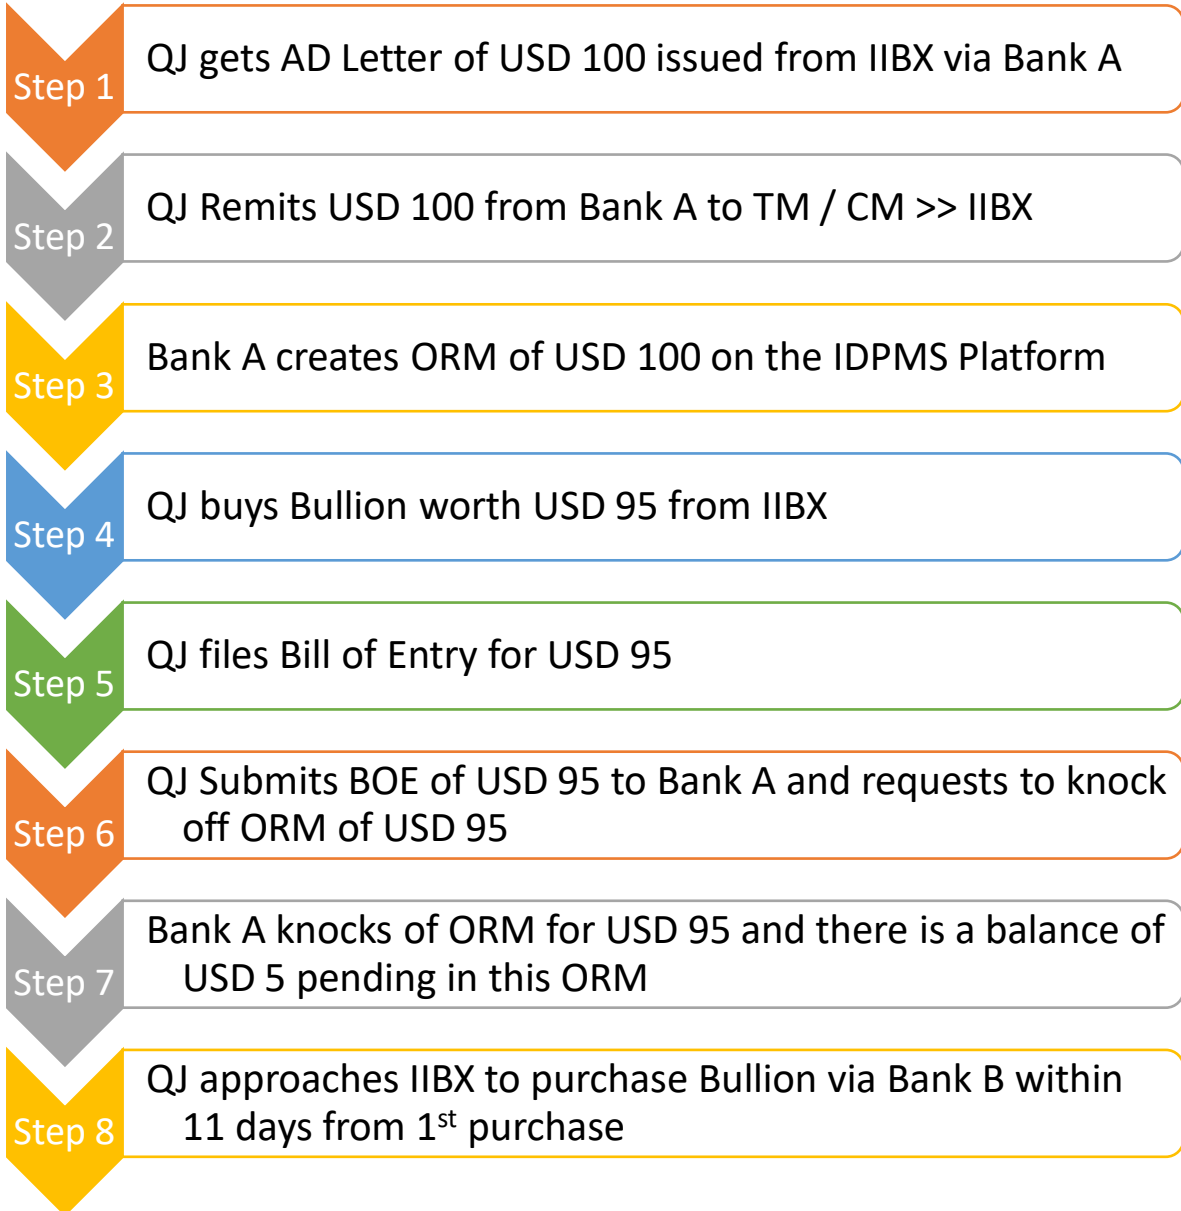 Step 1
QJ gets AD Letter of USD 100 issued from IIBX via Bank A
Step 2
QJ Remits USD 100 from Bank A to TM / CM >> IIBX
Step 3
Bank A creates ORM of USD 100 on the IDPMS Platform
Step 4
QJ buys Bullion worth USD 95 from IIBX
Step 5
QJ files Bill of Entry for USD 95
Step 6
QJ Submits BOE of USD 95 to Bank A and requests to knock
off ORM of USD 95
Step 7
Bank A knocks of ORM for USD 95 and there is a balance of
USD 5 pending in this ORM
Step 8
QJ approaches IIBX to purchase Bullion via Bank B within
11 days from 1st purchase